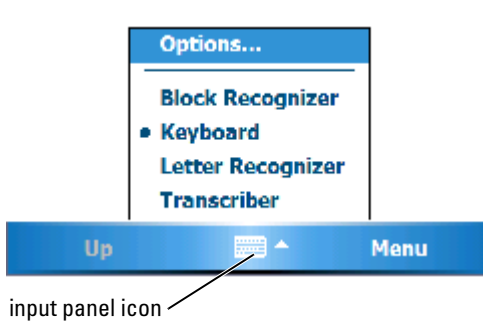 Options...
Block Recognizer
Keyboard
Letter Recognizer
Transcriber
Up
Menu
input panel icon